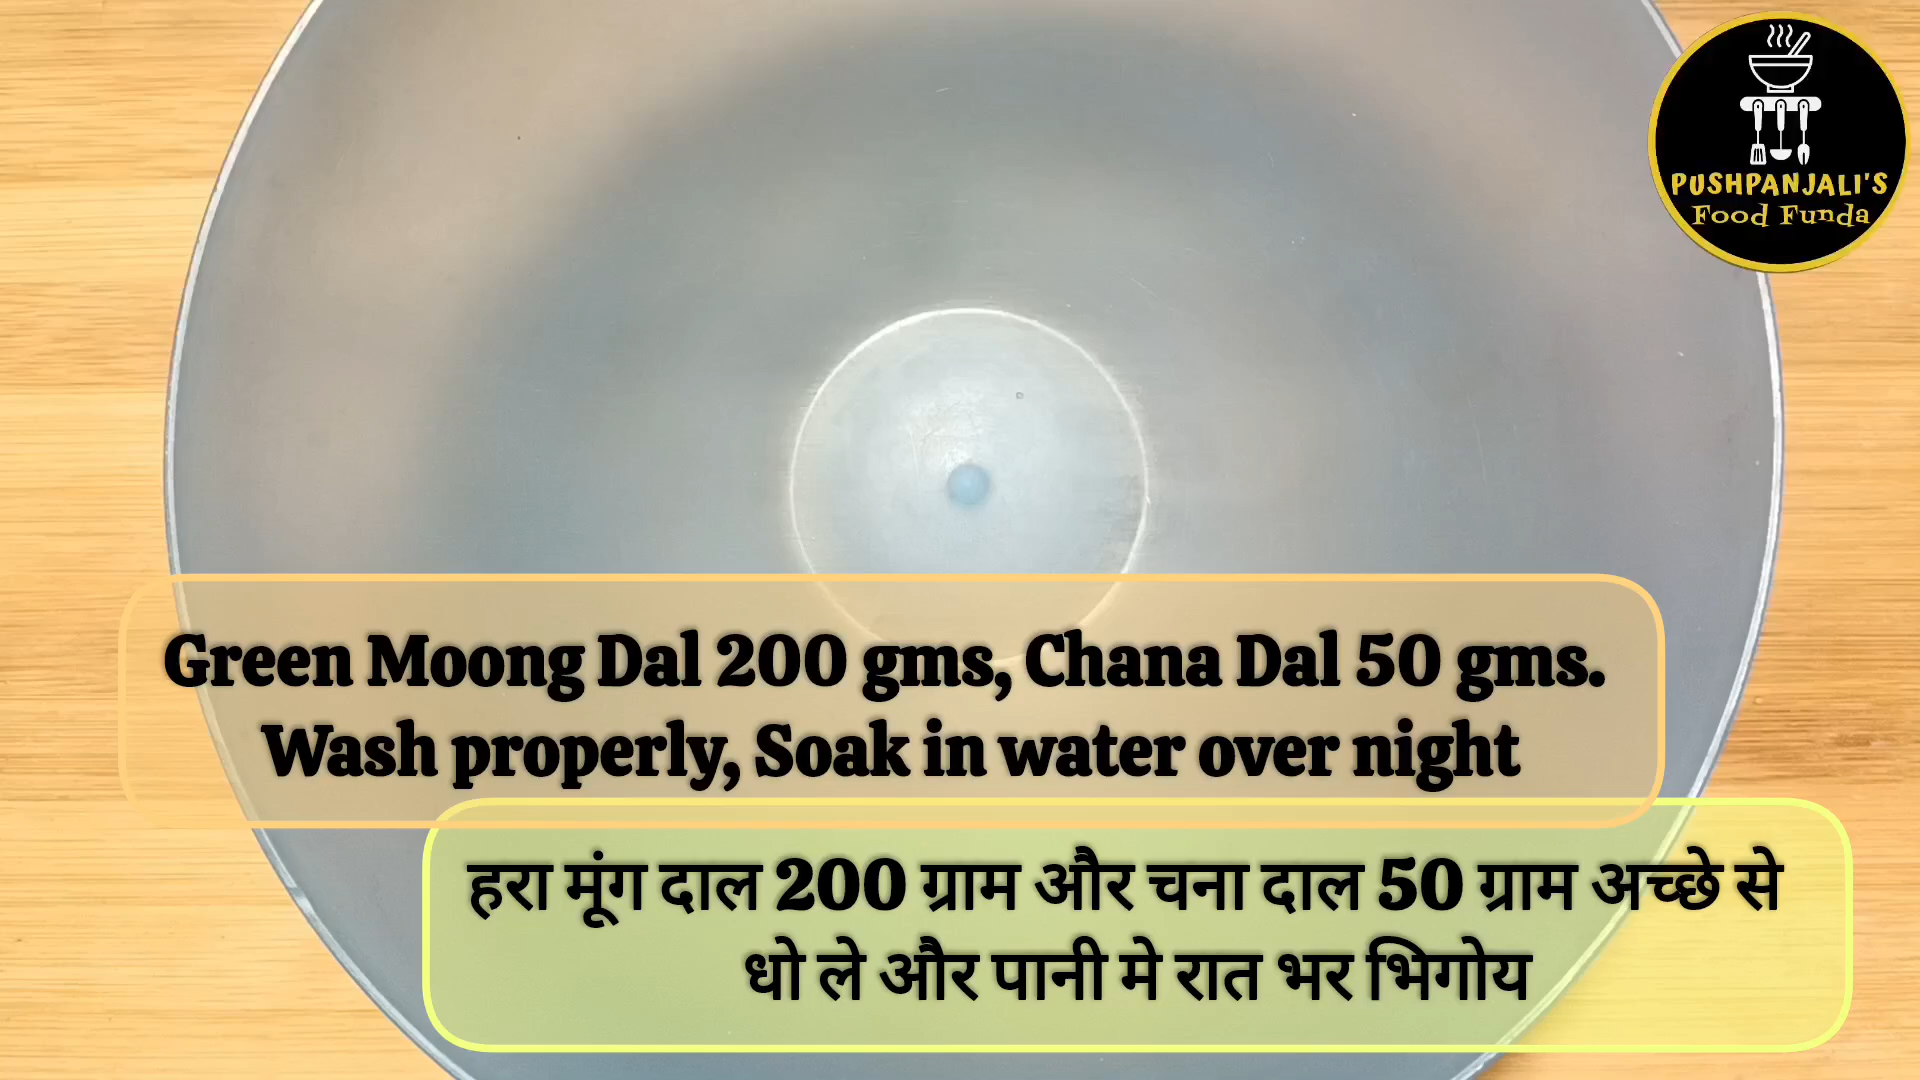 PUSHPANJALI'S
Food Funda
Green Moong Dal 200 gms, Chana Dal 50 gms.
Wash properly, Soak in water over night
हरा मूंग दाल 200 ग्राम और चना दाल 50 ग्राम अच्छे से
धो ले और पानी मे रात भर भिगोय